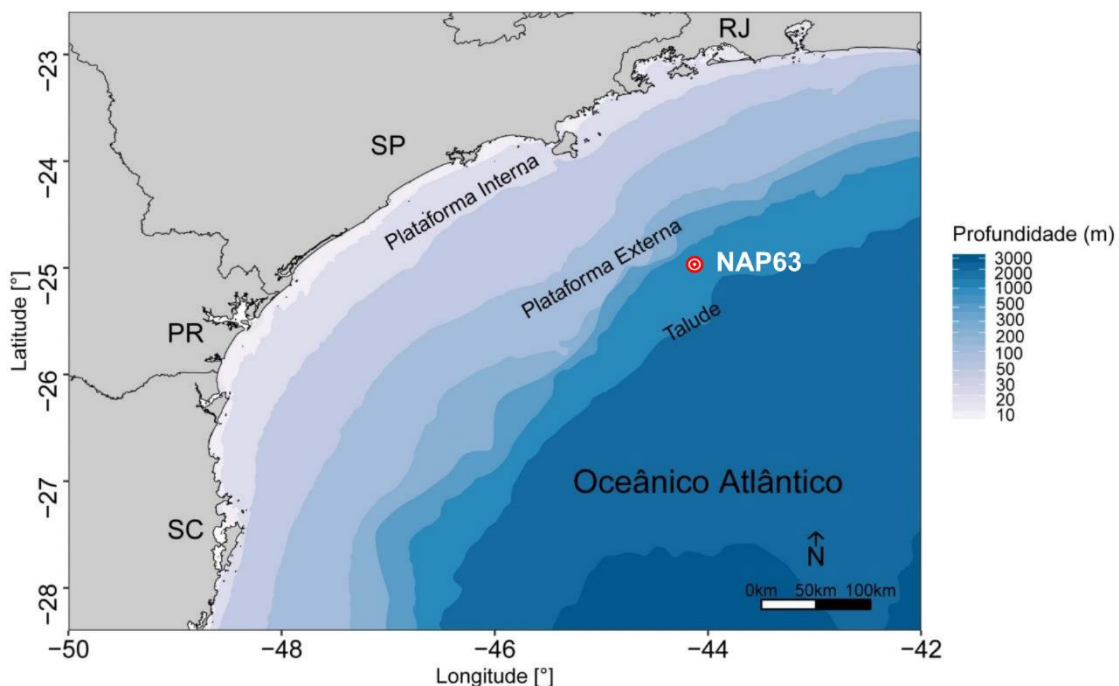 RJ
SP
Plataforma Interna
Plataforma Externa
NAP63
Talude
PR
SC
Oceânico Atlântico
N
0km 50km 100km
−23
−24
−25
−26
−27
−28
Latitude [°]
−50 −48 −46 −44 −42
Longitude [°]
Profundidade (m)
3000
2000
1000
500
300
200
100
50
30
20
10